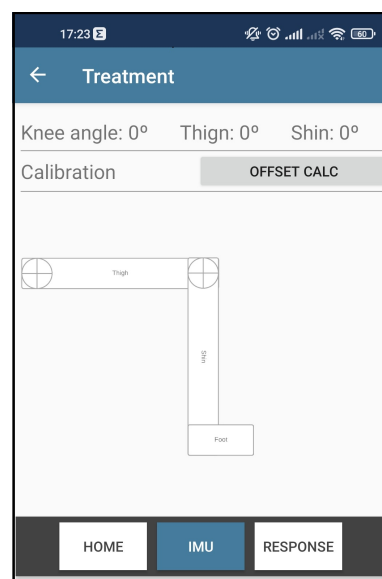 17:23 Σ 60
Treatment
Knee angle: 0º Thign: 0º Shin: 0º
Calibration OFFSET CALC
Thigh
Shin
Foot
HOME IMU RESPONSE